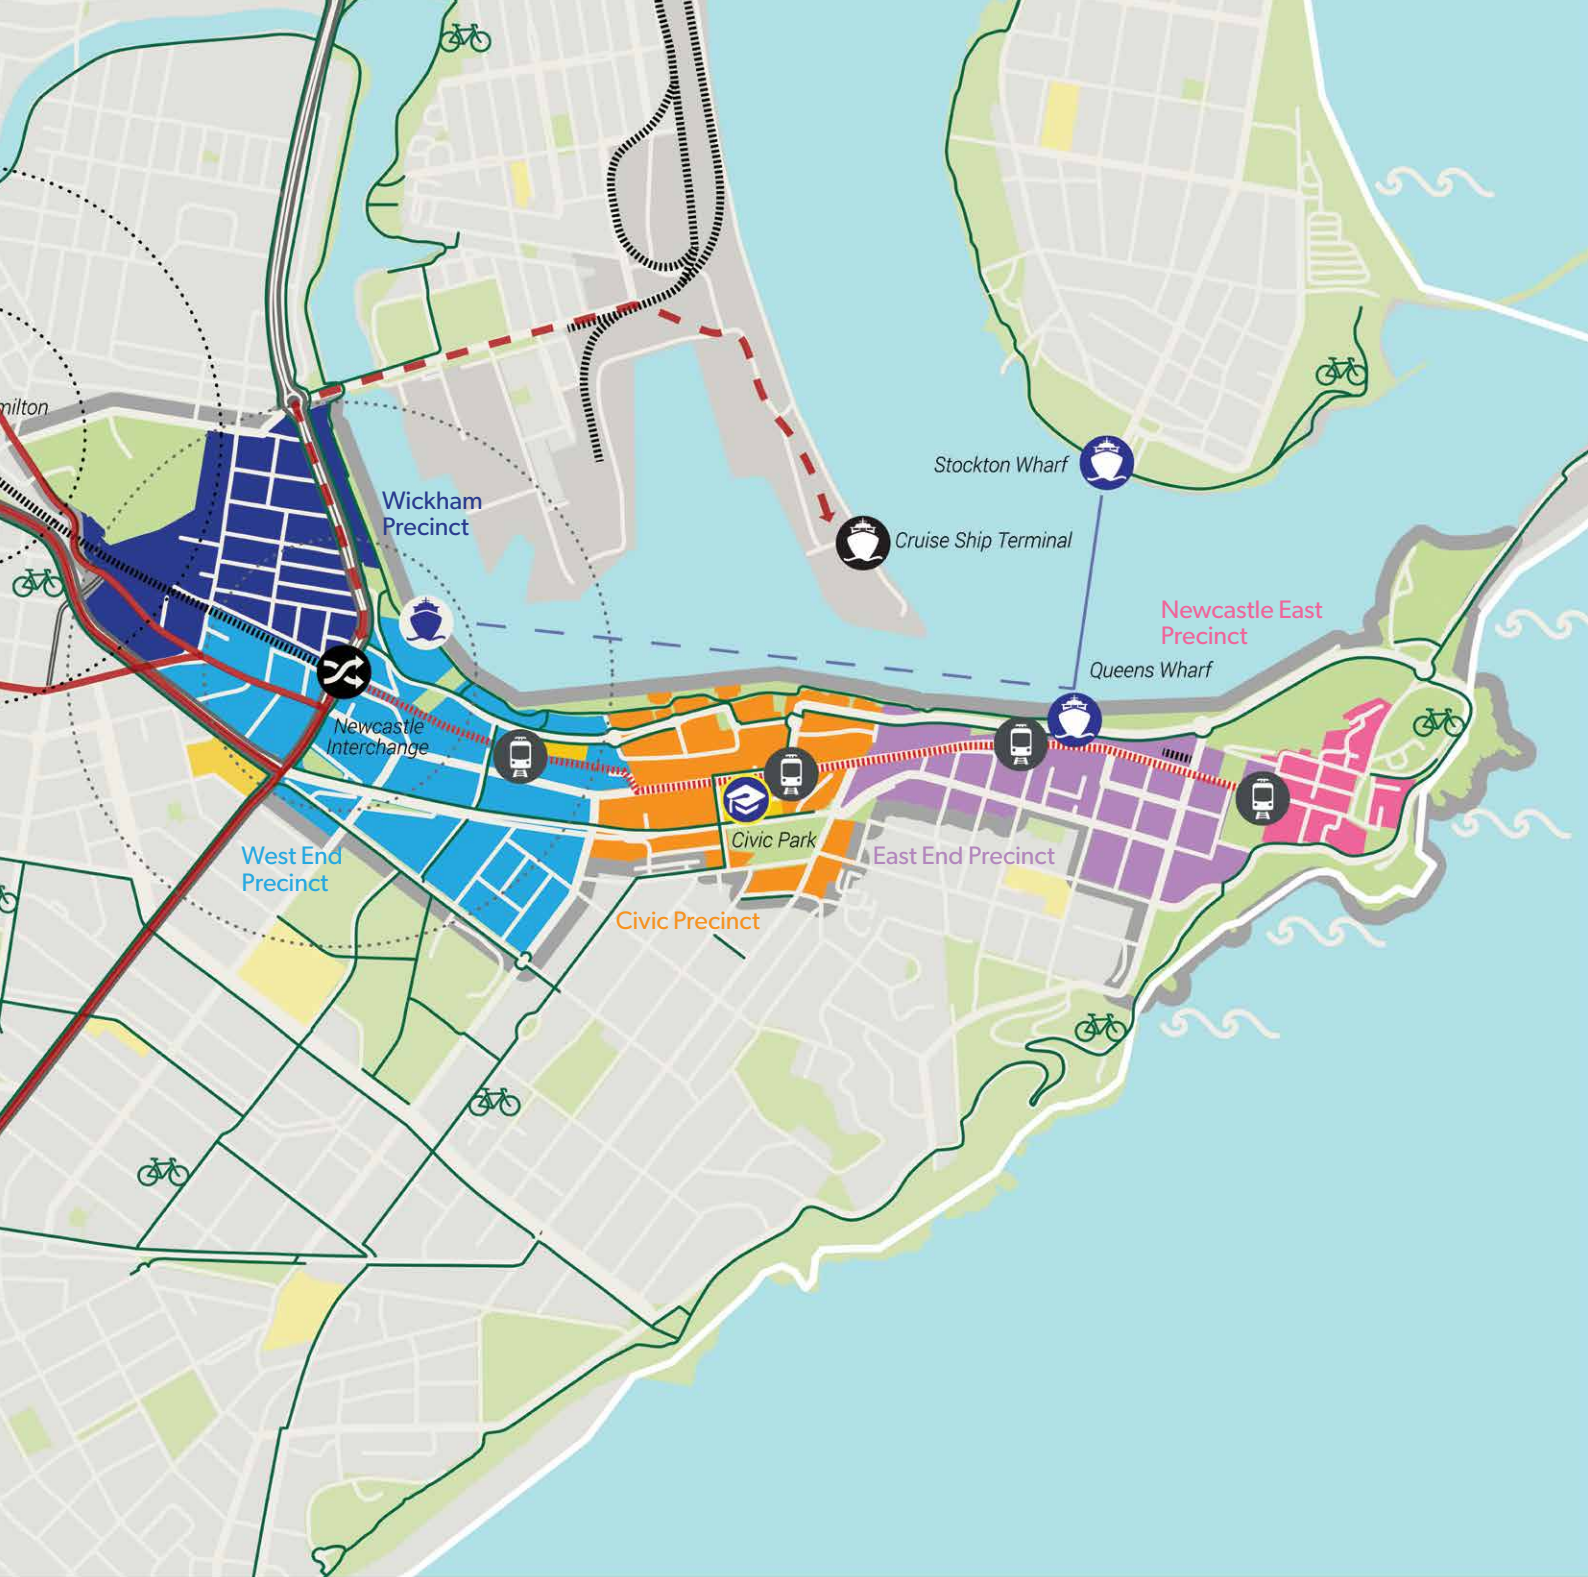 Wickham
Precinct
Stockton Wharf
Cruise Ship Terminal
Newcastle East
Precinct
Queens Wharf
Newcastle
Interchange
Civic Park
West End
Precinct
East End Precinct
Civic Precinct